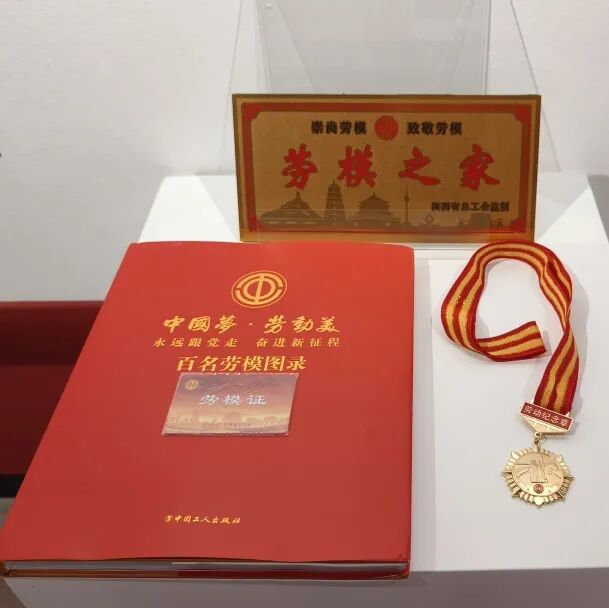 崇尚劳模 致敬劳模
劳模之家
陕西省总工会监制
中國夢·劳动美
永远跟党走 奋进新征程
百名劳模图录
劳模证
中国工人出版社
劳动纪念章